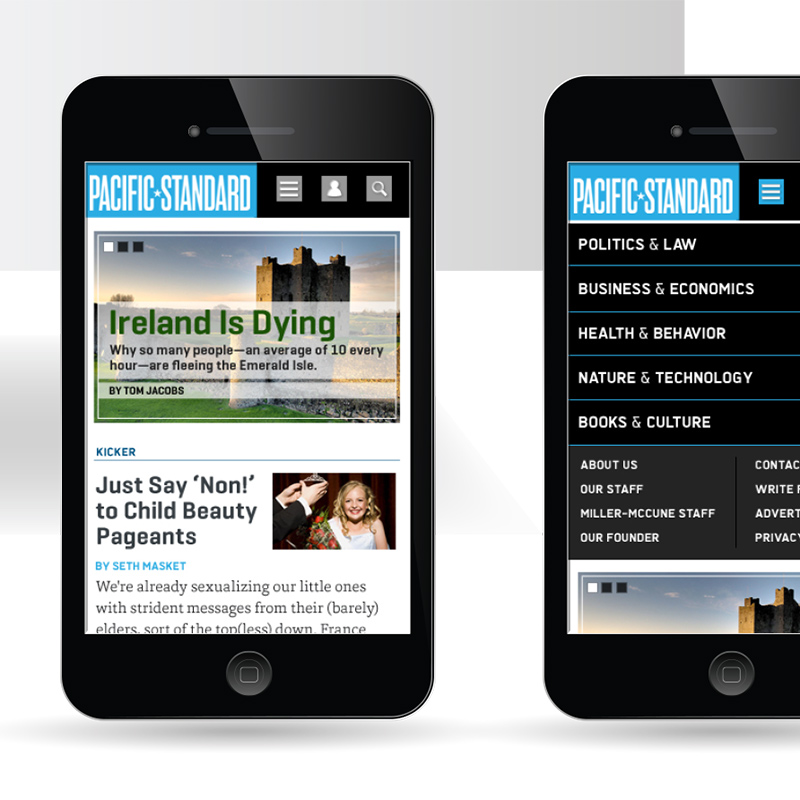 PACIFIC★STANDARD
Ireland Is Dying
Why so many people—an average of 10 every
hour—are fleeing the Emerald Isle.
BY TOM JACOBS
KICKER
Just Say ‘Non!’
to Child Beauty
Pageants
BY SETH MASKET
We're already sexualizing our little ones
with strident messages from their (barely)
elders, sort of the top(less) down. France
PACIFIC★STANDARD
POLITICS & LAW
BUSINESS & ECONOMICS
HEALTH & BEHAVIOR
NATURE & TECHNOLOGY
BOOKS & CULTURE
ABOUT US
OUR STAFF
MILLER-MCCUNE STAFF
OUR FOUNDER
CONTAC
WRITE F
ADVERT
PRIVACY